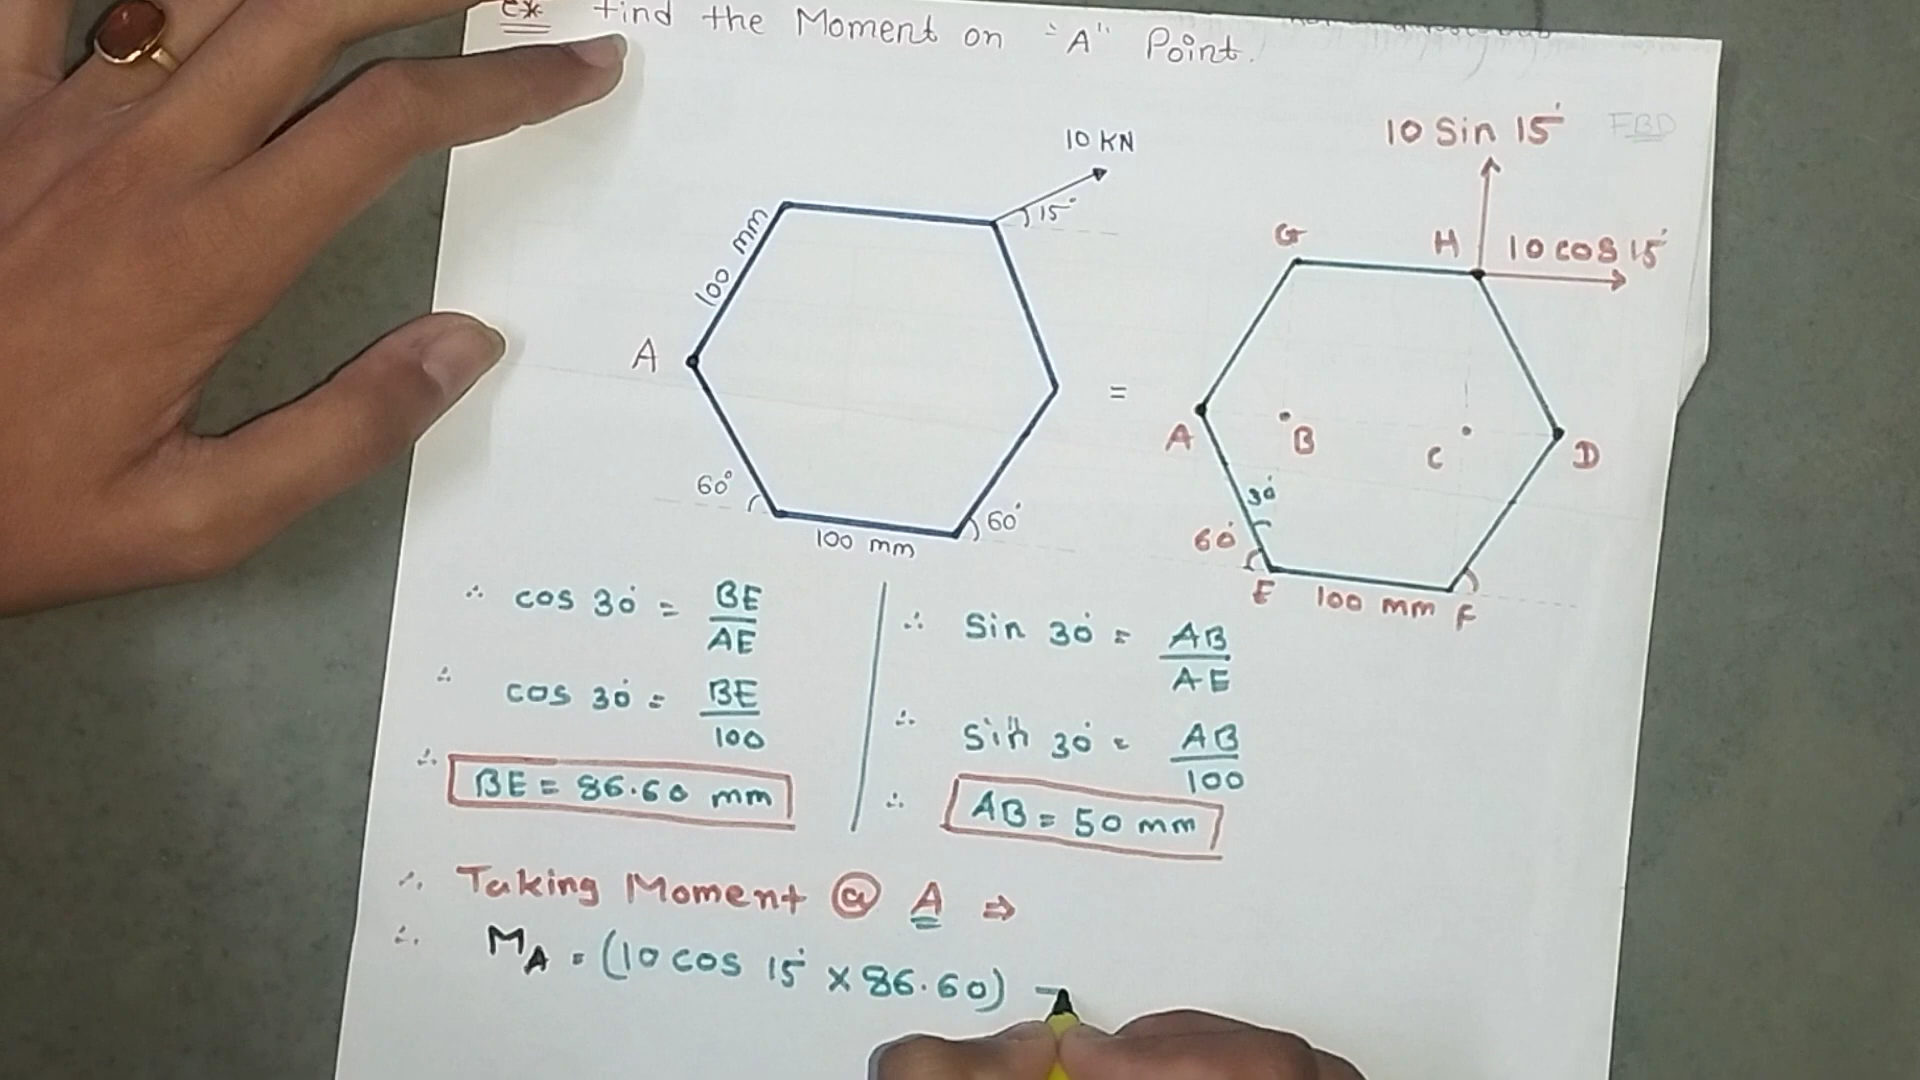 Ex Find the Moment on "A" Point.
FBD
10 KN
15°
100 mm
A
60°
60°
100 mm
=
10 Sin 15°
G
H
10 cos 15°
A
B
C
D
30°
60°
E
100 mm
F
∴ cos 30° = BE / AE
∴ cos 30° = BE / 100
∴ BE = 86.60 mm
∴ Sin 30° = AB / AE
∴ Sin 30° = AB / 100
∴ AB = 50 mm
∴ Taking Moment @ A ⇒
∴ MA = (10 cos 15° × 86.60) -